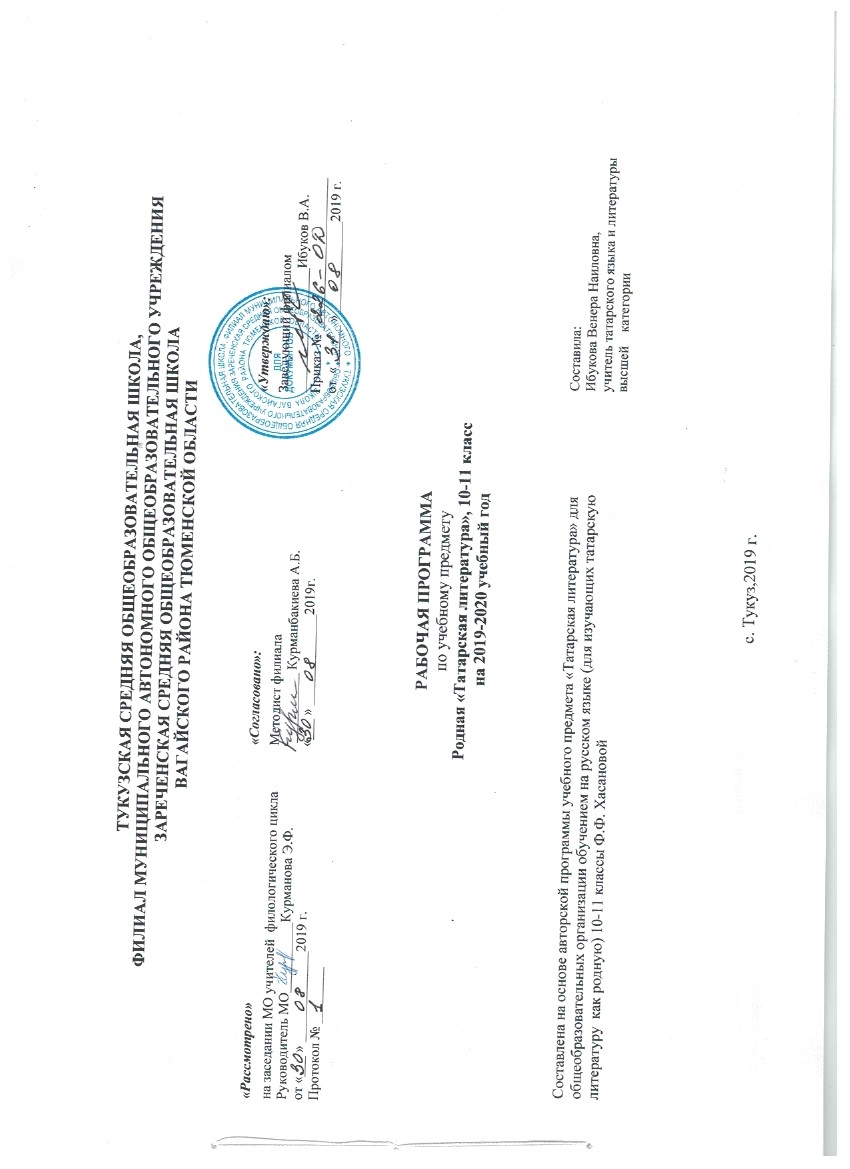 ТУКУЗСКАЯ СРЕДНЯЯ ОБЩЕОБРАЗОВАТЕЛЬНАЯ ШКОЛА,
ФИЛИАЛ МУНИЦИПАЛЬНОГО АВТОНОМНОГО ОБЩЕОБРАЗОВАТЕЛЬНОГО УЧРЕЖДЕНИЯ
ЗАРЕЧЕНСКАЯ СРЕДНЯЯ ОБЩЕОБРАЗОВАТЕЛЬНАЯ ШКОЛА
ВАГАЙСКОГО РАЙОНА ТЮМЕНСКОЙ ОБЛАСТИ
«Рассмотрено»
на заседании МО учителей филологического цикла
Руководитель МО Курманова Э.Ф.
от «30» 08 2019 г.
Протокол № 1
«Согласовано»:
Методист филиала
Курманбакиева А.Б.
«30» 08 2019г.
«Утверждаю»:
Заведующий филиалом
Ибуков В.А.
Приказ № - ОД
от «31» 08 2019 г.
ДЛЯ
ДОКУМЕНТОВ
РАБОЧАЯ ПРОГРАММА
по учебному предмету
Родная «Татарская литература», 10-11 класс
на 2019-2020 учебный год
Составлена на основе авторской программы учебного предмета «Татарская литература» для
общеобразовательных организации обучением на русском языке (для изучающих татарскую
литературу как родную) 10-11 классы Ф.Ф. Хасановой
Составила:
Ибукова Венера Наиловна,
учитель татарского языка и литературы
высшей категории
с. Тукуз,2019 г.